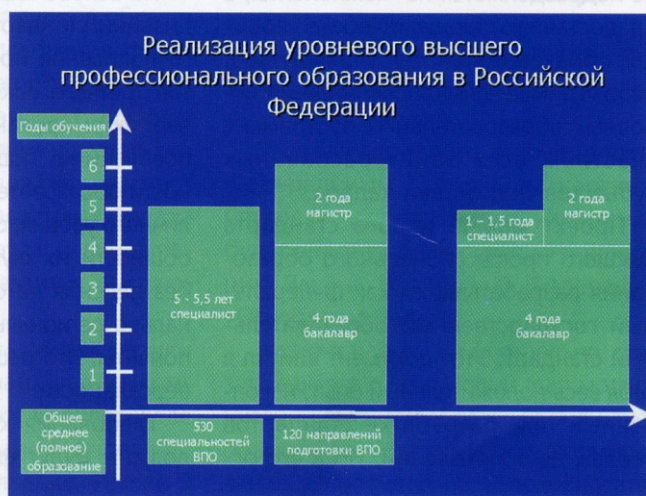 Реализация уровневого высшего
профессионального образования в Российской
Федерации
Годы обучения
6
5
4
3
2
1
5 - 5,5 лет
специалист
2 года
магистр
4 года
бакалавр
1 – 1,5 года
специалист
2 года
магистр
4 года
бакалавр
Общее
среднее
(полное)
образование
530
специальностей
ВПО
120 направлений
подготовки ВПО